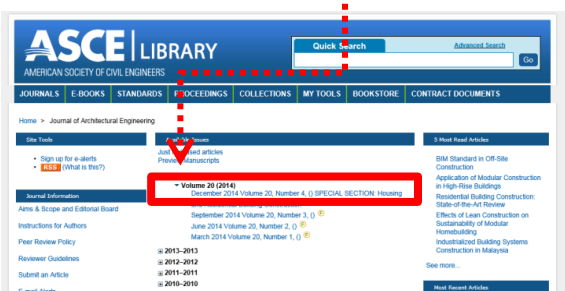 ASCE LIBRARY
AMERICAN SOCIETY OF CIVIL ENGINEERS
Quick Search
Advanced Search
Go
JOURNALS E-BOOKS STANDARDS PROCEEDINGS COLLECTIONS MY TOOLS BOOKSTORE CONTRACT DOCUMENTS
Home > Journal of Architectural Engineering
Site Tools
Sign up for e-alerts
RSS (What is this?)
Journal Information
Aims & Scope and Editorial Board
Instructions for Authors
Peer Review Policy
Reviewer Guidelines
Submit an Article
E-mail Alerts
Available Issues
Preview Manuscripts
Volume 20 (2014)
December 2014 Volume 20, Number 4, () SPECIAL SECTION: Housing
September 2014 Volume 20, Number 3, ()
June 2014 Volume 20, Number 2, ()
March 2014 Volume 20, Number 1, ()
2013–2013
2012–2012
2011–2011
2010–2010
5 Most Read Articles
BIM Standard in Off-Site
Construction
Application of Modular Construction
in High-Rise Buildings
Residential Building Construction:
State-of-the-Art Review
Effects of Lean Construction on
Sustainability of Modular
Homebuilding
Industrialized Building Systems
Construction in Malaysia
See more...
Most Recent Articles